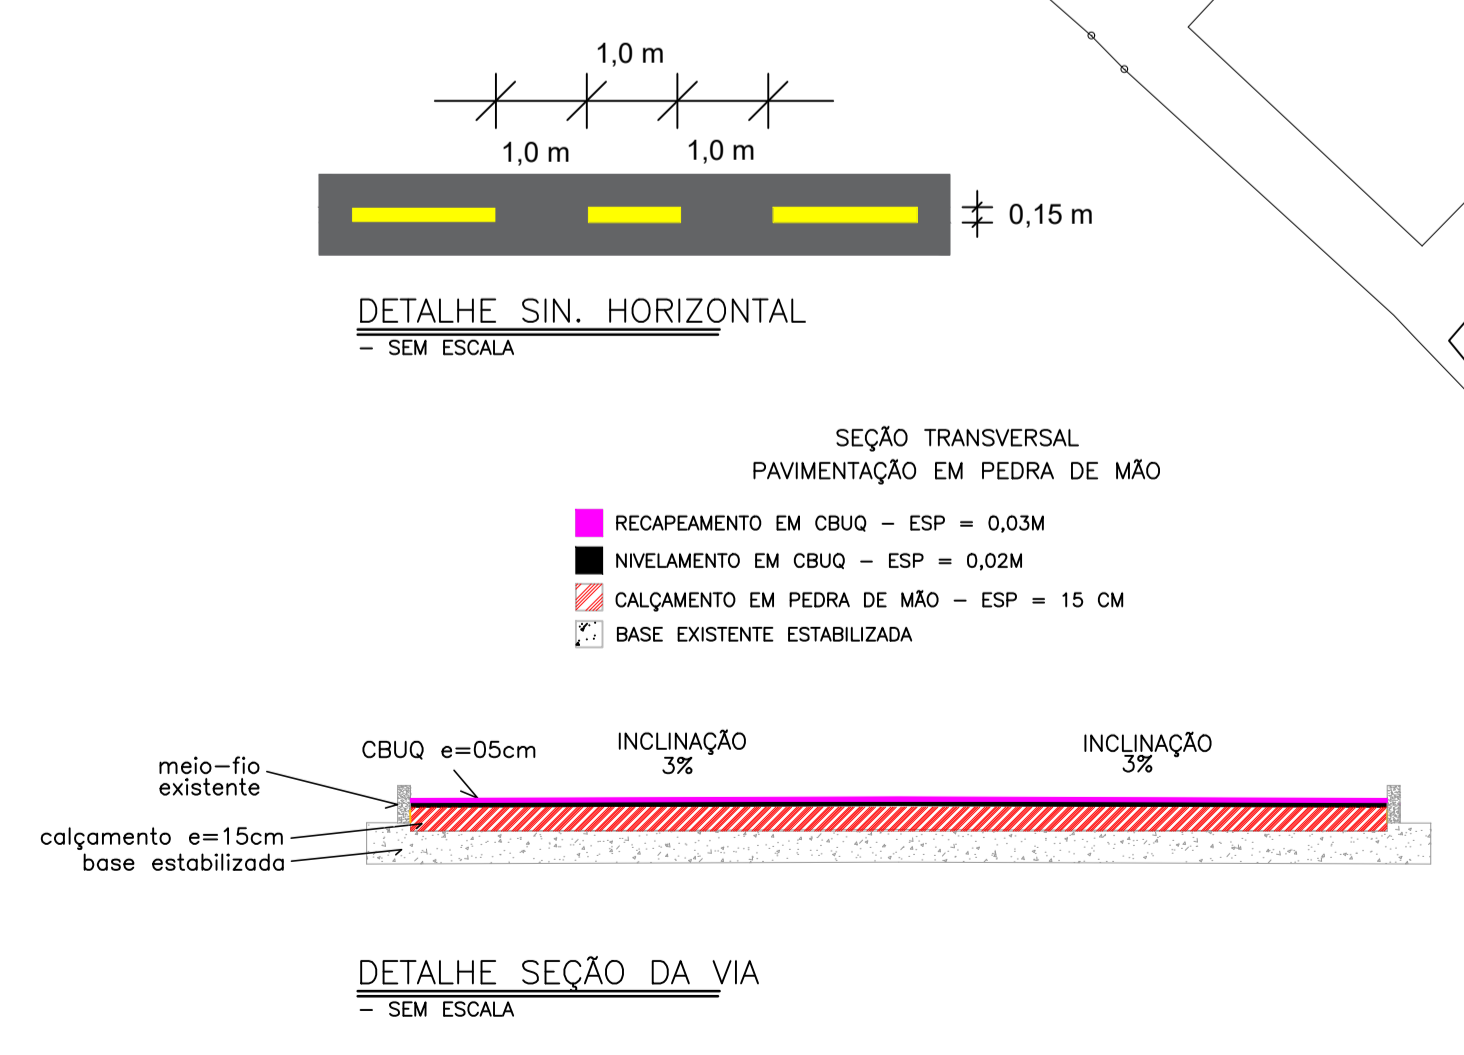 1,0 m
1,0 m
1,0 m
0,15 m
DETALHE SIN. HORIZONTAL
- SEM ESCALA
SEÇÃO TRANSVERSAL
PAVIMENTAÇÃO EM PEDRA DE MÃO
RECAPEAMENTO EM CBUQ - ESP = 0,03M
NIVELAMENTO EM CBUQ - ESP = 0,02M
CALÇAMENTO EM PEDRA DE MÃO - ESP = 15 CM
BASE EXISTENTE ESTABILIZADA
CBUQ e=05cm
INCLINAÇÃO
3%
INCLINAÇÃO
3%
meio-fio
existente
calçamento e=15cm
base estabilizada
DETALHE SEÇÃO DA VIA
- SEM ESCALA